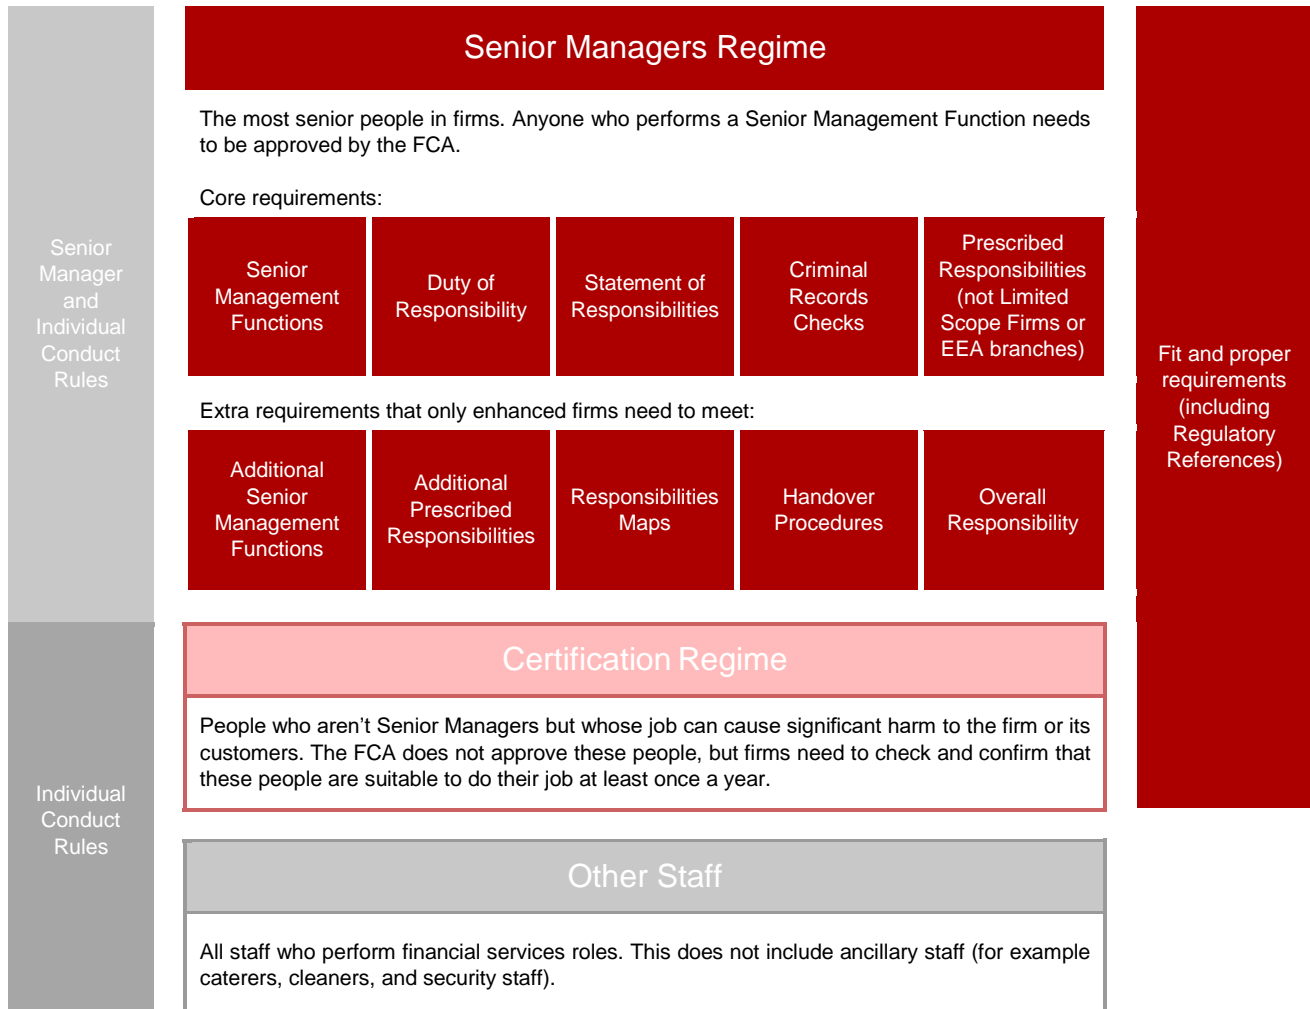 Senior Managers Regime
The most senior people in firms. Anyone who performs a Senior Management Function needs
to be approved by the FCA.
Core requirements:
Senior
Management
Functions
Duty of
Responsibility
Statement of
Responsibilities
Criminal
Records
Checks
Prescribed
Responsibilities
(not Limited
Scope Firms or
EEA branches)
Extra requirements that only enhanced firms need to meet:
Additional
Senior
Management
Functions
Additional
Prescribed
Responsibilities
Responsibilities
Maps
Handover
Procedures
Overall
Responsibility
Senior
Manager
and
Individual
Conduct
Rules
Fit and proper
requirements
(including
Regulatory
References)
Certification Regime
People who aren’t Senior Managers but whose job can cause significant harm to the firm or its
customers. The FCA does not approve these people, but firms need to check and confirm that
these people are suitable to do their job at least once a year.
Individual
Conduct
Rules
Other Staff
All staff who perform financial services roles. This does not include ancillary staff (for example
caterers, cleaners, and security staff).